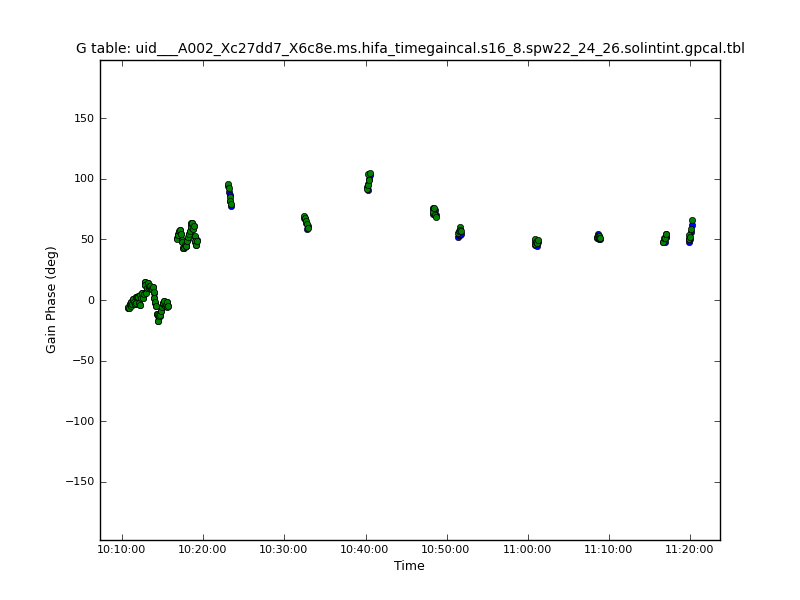 G table: uid___A002_Xc27dd7_X6c8e.ms.hifa_timegaincal.s16_8.spw22_24_26.solintint.gpcal.tbl
150
100
50
0
−50
−100
−150
Gain Phase (deg)
10:10:00 10:20:00 10:30:00 10:40:00 10:50:00 11:00:00 11:10:00 11:20:00
Time